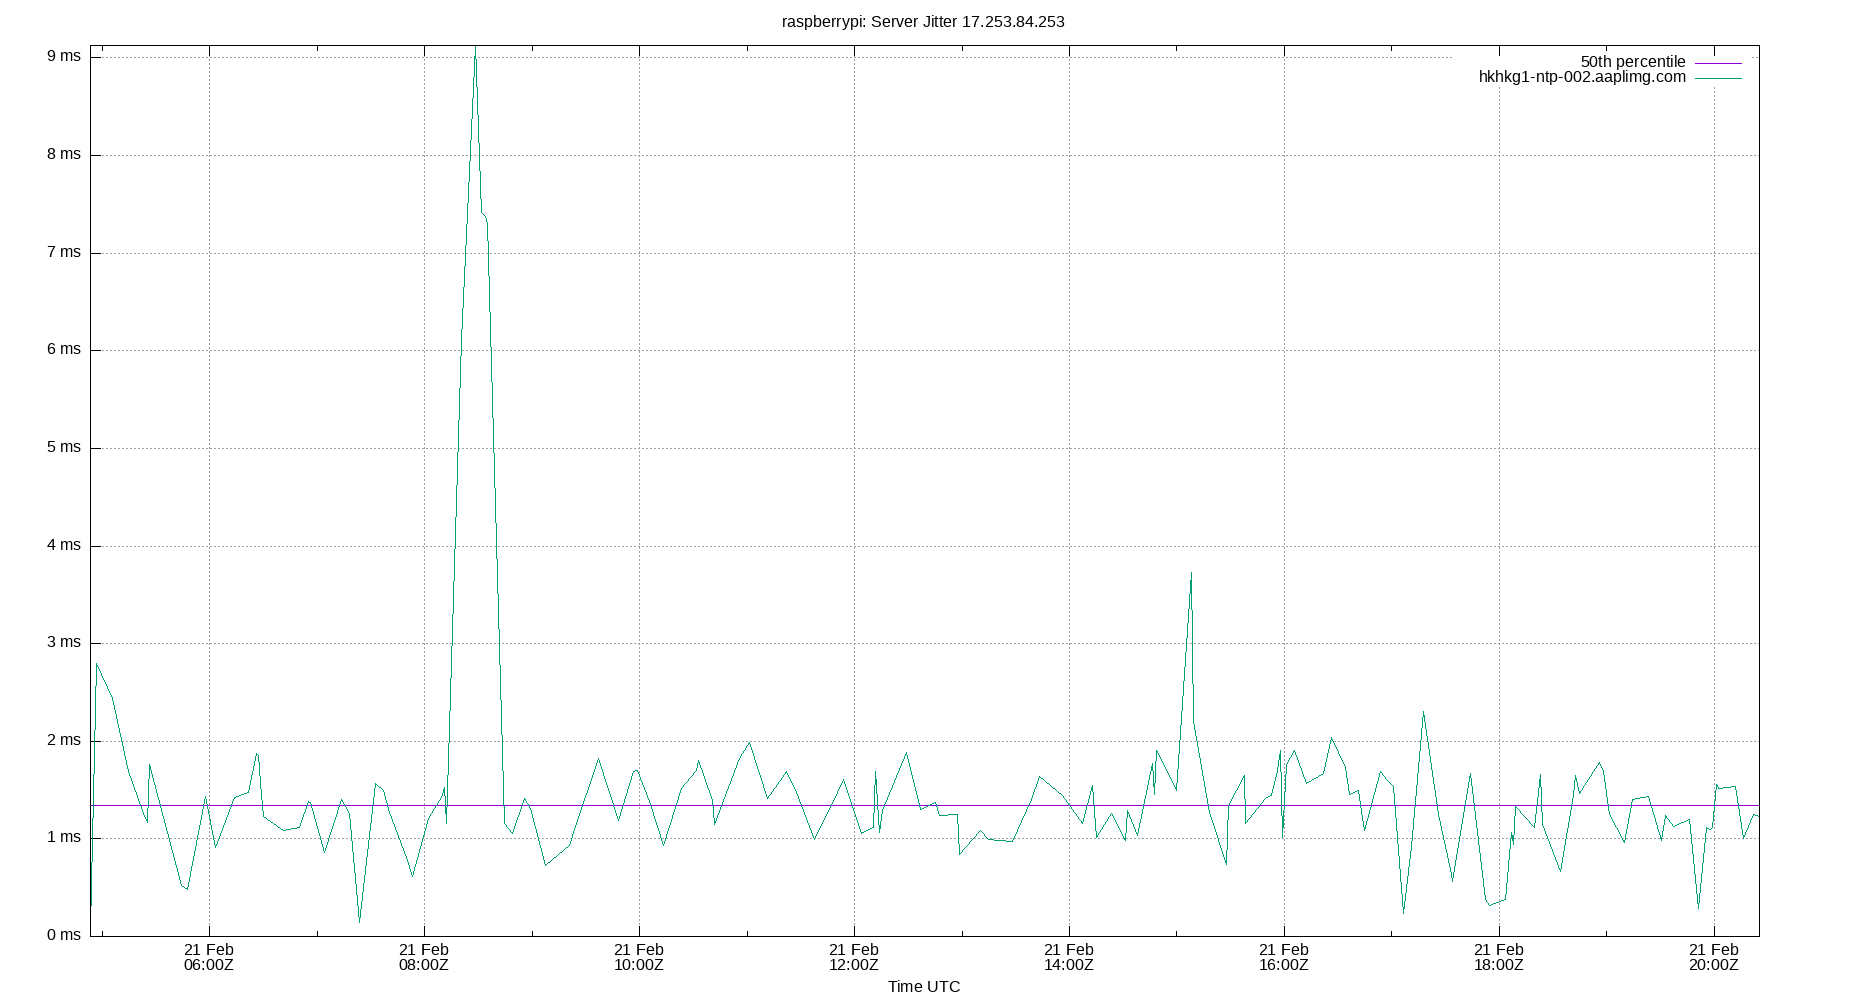 raspberrypi: Server Jitter 17.253.84.253
9 ms
8 ms
7 ms
6 ms
5 ms
4 ms
3 ms
2 ms
1 ms
0 ms
50th percentile
hkhkg1-ntp-002.aaplimg.com
21 Feb
06:00Z
21 Feb
08:00Z
21 Feb
10:00Z
21 Feb
12:00Z
21 Feb
14:00Z
21 Feb
16:00Z
21 Feb
18:00Z
21 Feb
20:00Z
Time UTC